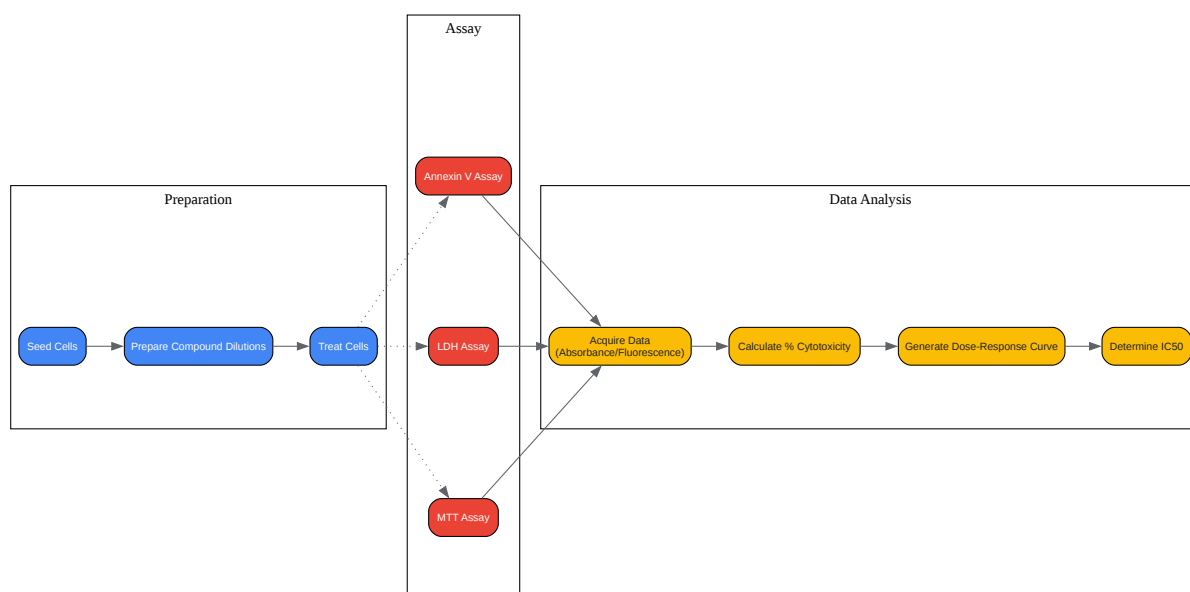 Preparation
Seed Cells
Prepare Compound Dilutions
Treat Cells
Assay
Annexin V Assay
LDH Assay
MTT Assay
Data Analysis
Acquire Data
(Absorbance/Fluorescence)
Calculate % Cytotoxicity
Generate Dose-Response Curve
Determine IC50